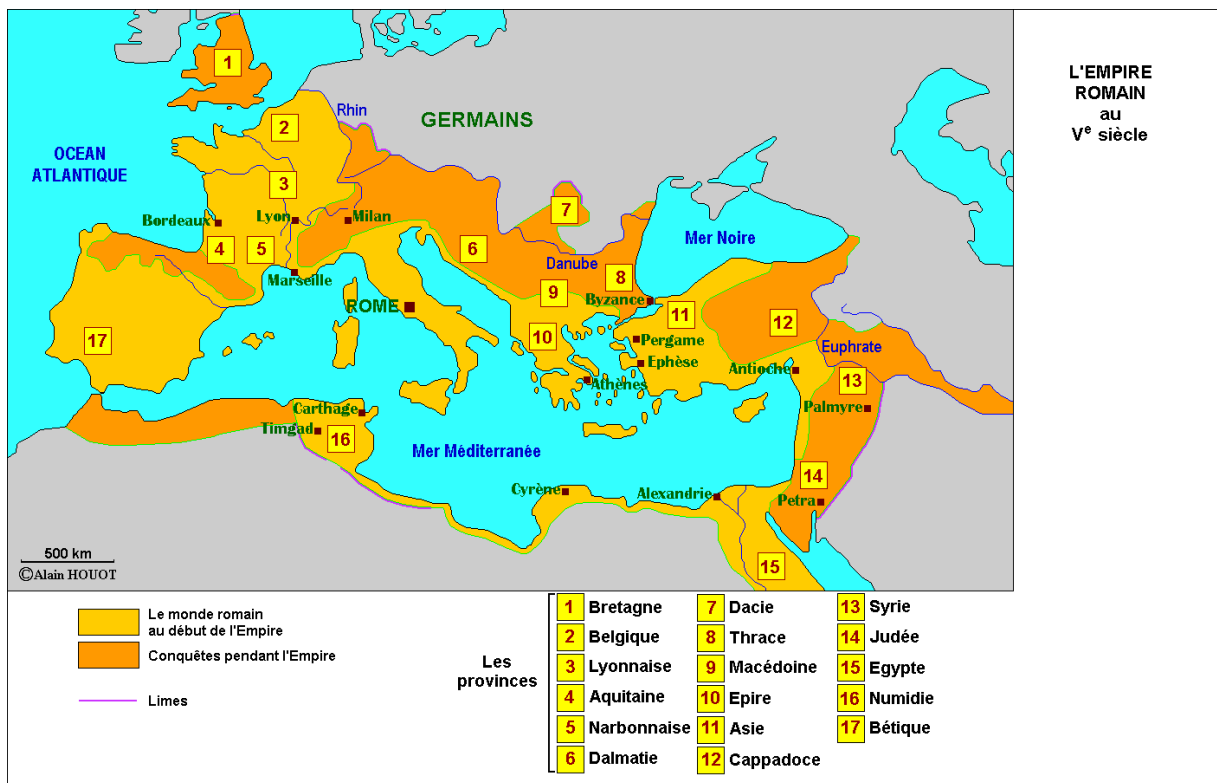 L'EMPIRE
ROMAIN
au
Ve siècle
1
Rhin
GERMAINS
2
OCEAN
ATLANTIQUE
3
7
Bordeaux
Lyon
Milan
Mer Noire
4
5
6
Danube
8
Marseille
9
Byzance
ROME
11
12
10
Pergame
Euphrate
17
Ephèse
Antioche
13
Athènes
Carthage
Palmyre
Timgad
16
Mer Méditerranée
14
Cyrène
Alexandrie
Petra
500 km
15
©Alain HOUOT
Le monde romain
au début de l'Empire
Conquêtes pendant l'Empire
Limes
Les
provinces
1 Bretagne
2 Belgique
3 Lyonnaise
4 Aquitaine
5 Narbonnaise
6 Dalmatie
7 Dacie
8 Thrace
9 Macédoine
10 Epire
11 Asie
12 Cappadoce
13 Syrie
14 Judée
15 Egypte
16 Numidie
17 Bétique